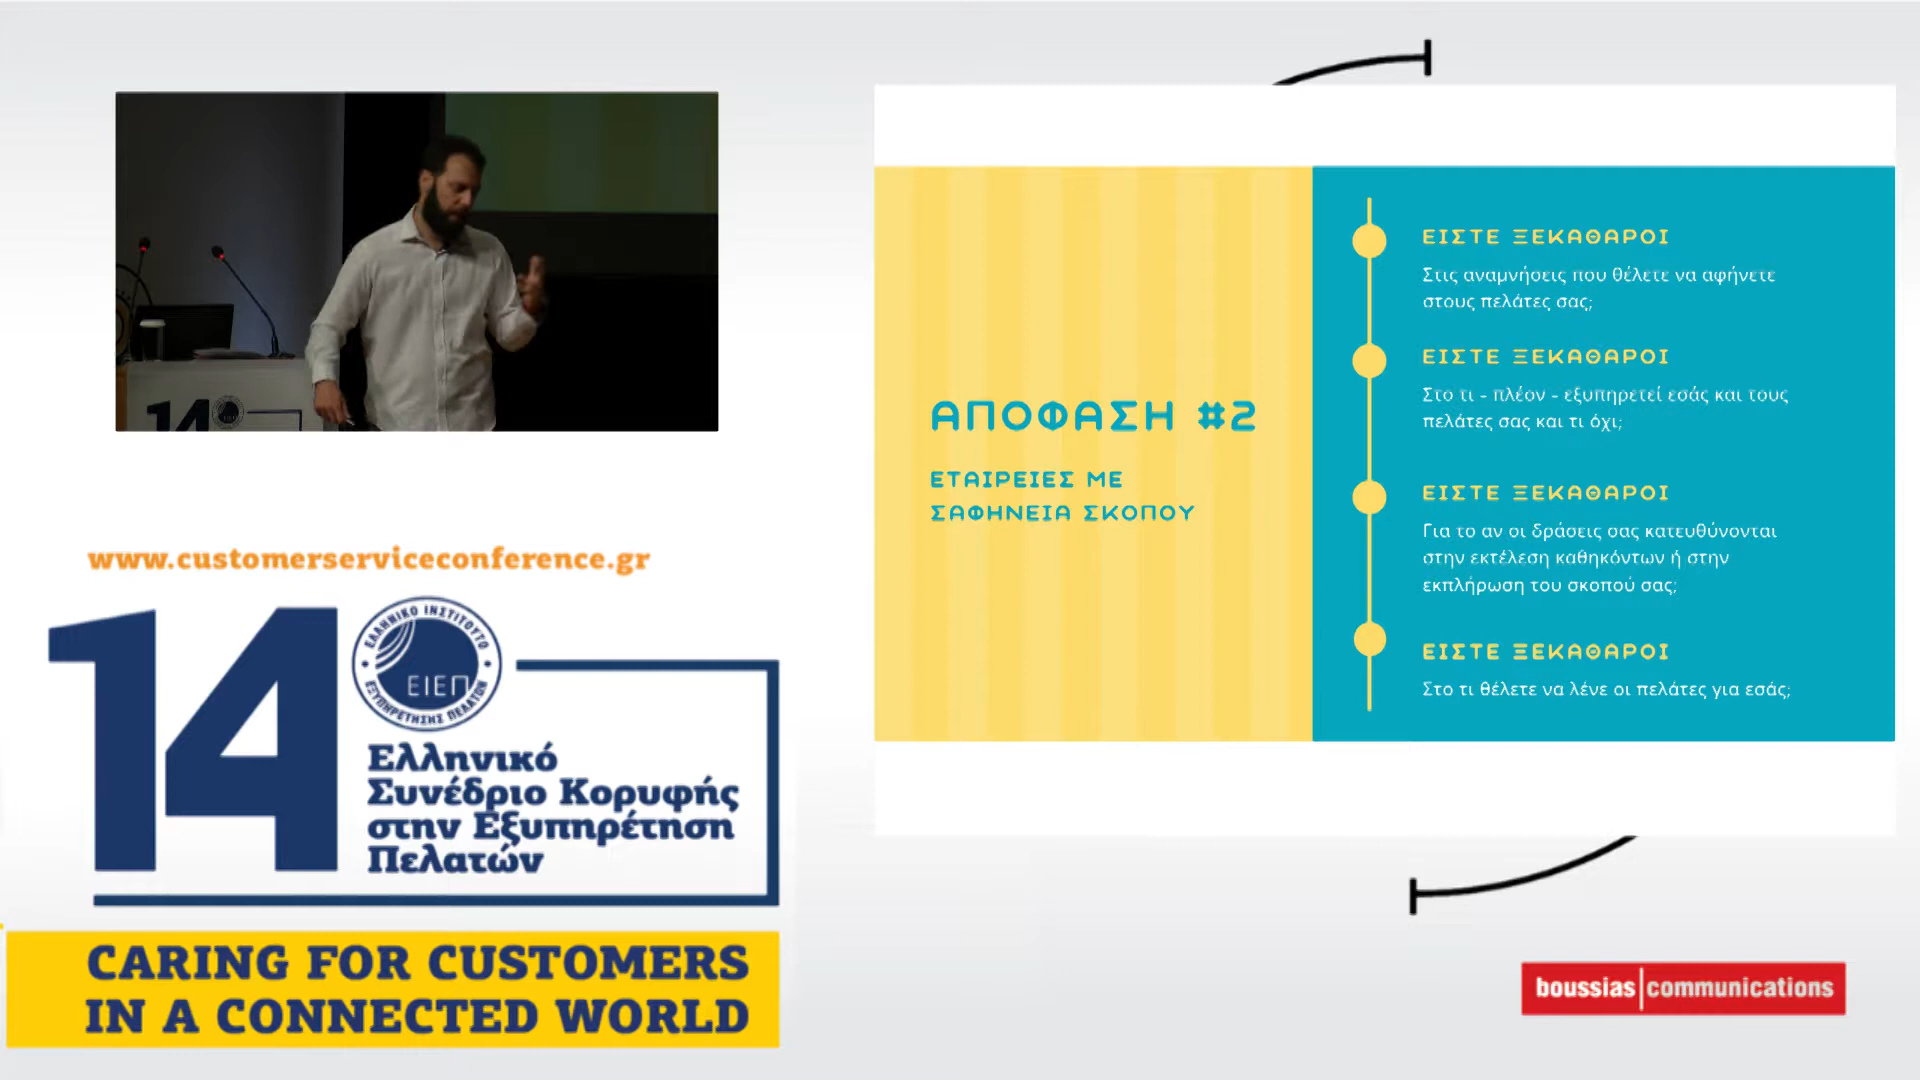 ΑΠΟΦΑΣΗ #2
ΕΤΑΙΡΕΙΕΣ ΜΕ
ΣΑΦΗΝΕΙΑ ΣΚΟΠΟΥ
ΕΙΣΤΕ ΞΕΚΑΘΑΡΟΙ
Στις αναμνήσεις που θέλετε να αφήνετε
στους πελάτες σας;
ΕΙΣΤΕ ΞΕΚΑΘΑΡΟΙ
Στο τι - πλέον - εξυπηρετεί εσάς και τους
πελάτες σας και τι όχι;
ΕΙΣΤΕ ΞΕΚΑΘΑΡΟΙ
Για το αν οι δράσεις σας κατευθύνονται
στην εκτέλεση καθηκόντων ή στην
εκπλήρωση του σκοπού σας;
ΕΙΣΤΕ ΞΕΚΑΘΑΡΟΙ
Στο τι θέλετε να λένε οι πελάτες για εσάς;
14
www.customerserviceconference.gr
14
ΕΛΛΗΝΙΚΟ ΙΝΣΤΙΤΟΥΤΟ
ΕΙΕΠ
ΕΞΥΠΗΡΕΤΗΣΗΣ ΠΕΛΑΤΩΝ
Ελληνικό
Συνέδριο Κορυφής
στην Εξυπηρέτηση
Πελατών
CARING FOR CUSTOMERS
IN A CONNECTED WORLD
boussias communications